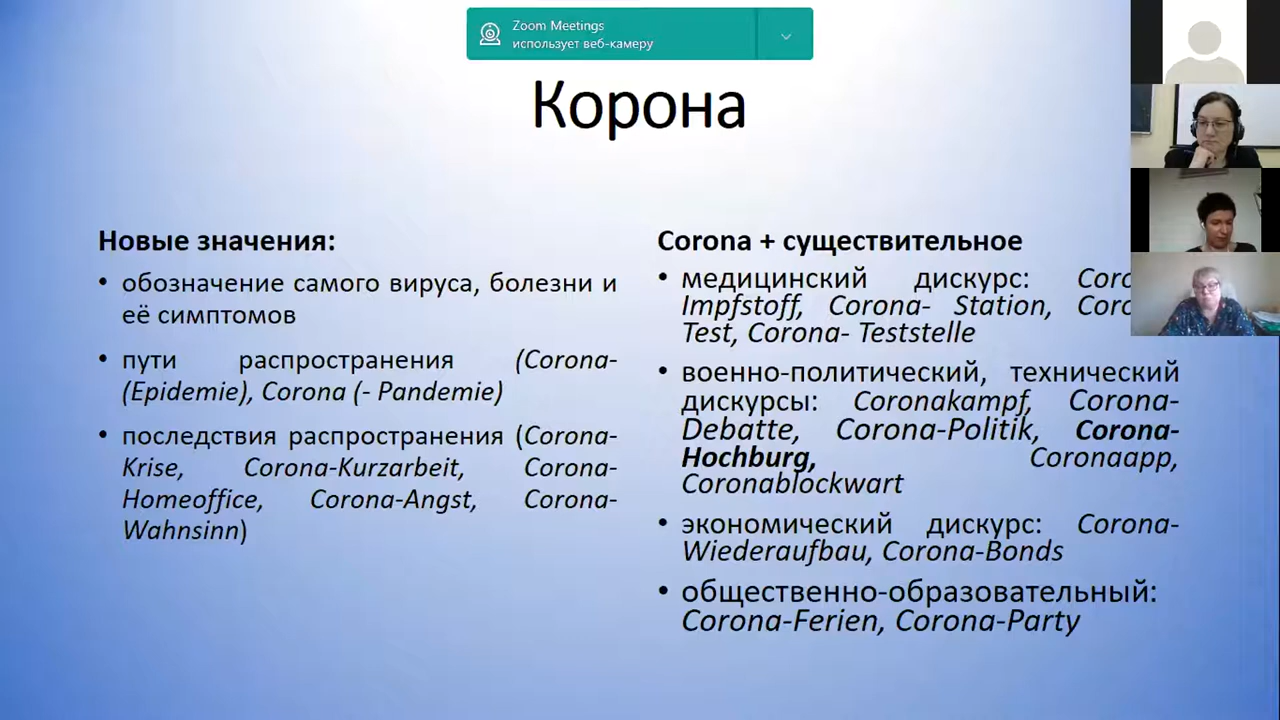 Zoom Meetings
использует веб-камеру
Корона
Новые значения:
• обозначение самого вируса, болезни и
её симптомов
• пути распространения (Corona-
(Epidemie), Corona (- Pandemie)
• последствия распространения (Corona-
Krise, Corona-Kurzarbeit, Corona-
Homeoffice, Corona-Angst, Corona-
Wahnsinn)
Corona + существительное
• медицинский дискурс:
Impfstoff, Corona- Station,
Test, Corona- Teststelle
• военно-политический, технический
дискурсы: Coronakampf, Corona-
Debatte, Corona-Politik, Corona-
Hochburg, Coronaapp,
Coronablockwart
• экономический дискурс: Corona-
Wiederaufbau, Corona-Bonds
• общественно-образовательный:
Corona-Ferien, Corona-Party